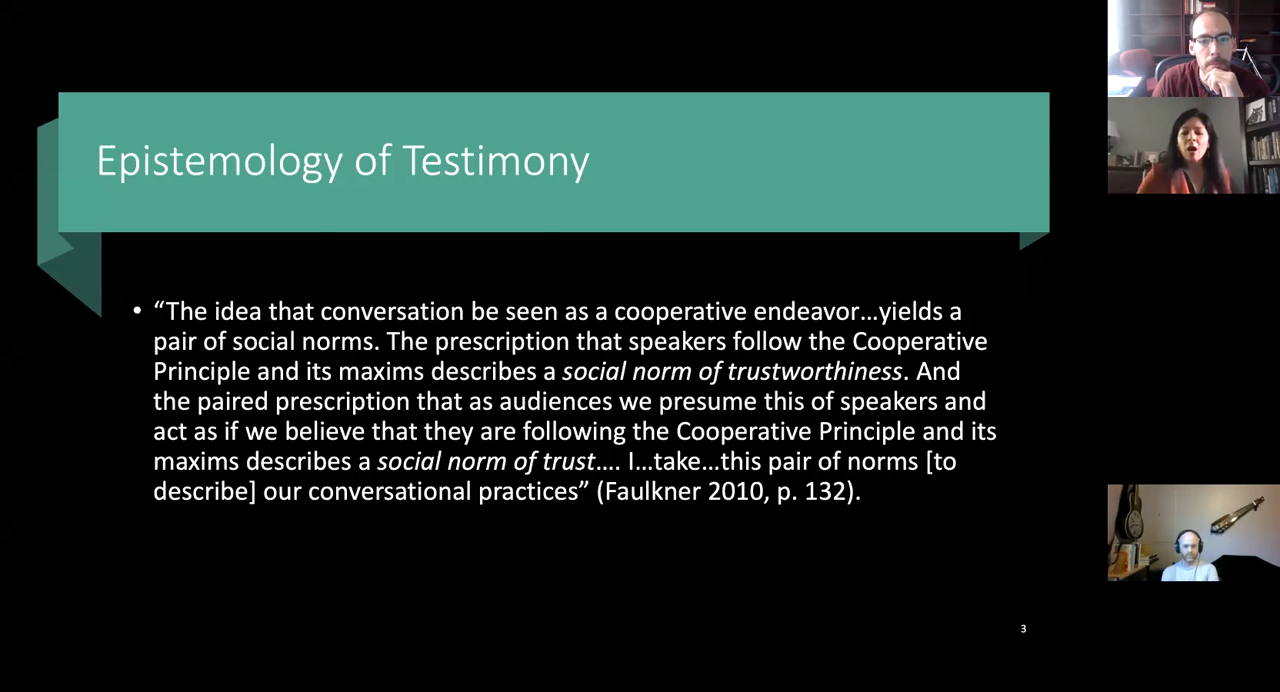 Epistemology of Testimony
• “The idea that conversation be seen as a cooperative endeavor…yields a
pair of social norms. The prescription that speakers follow the Cooperative
Principle and its maxims describes a social norm of trustworthiness. And
the paired prescription that as audiences we presume this of speakers and
act as if we believe that they are following the Cooperative Principle and its
maxims describes a social norm of trust…. I…take…this pair of norms [to
describe] our conversational practices” (Faulkner 2010, p. 132).
3